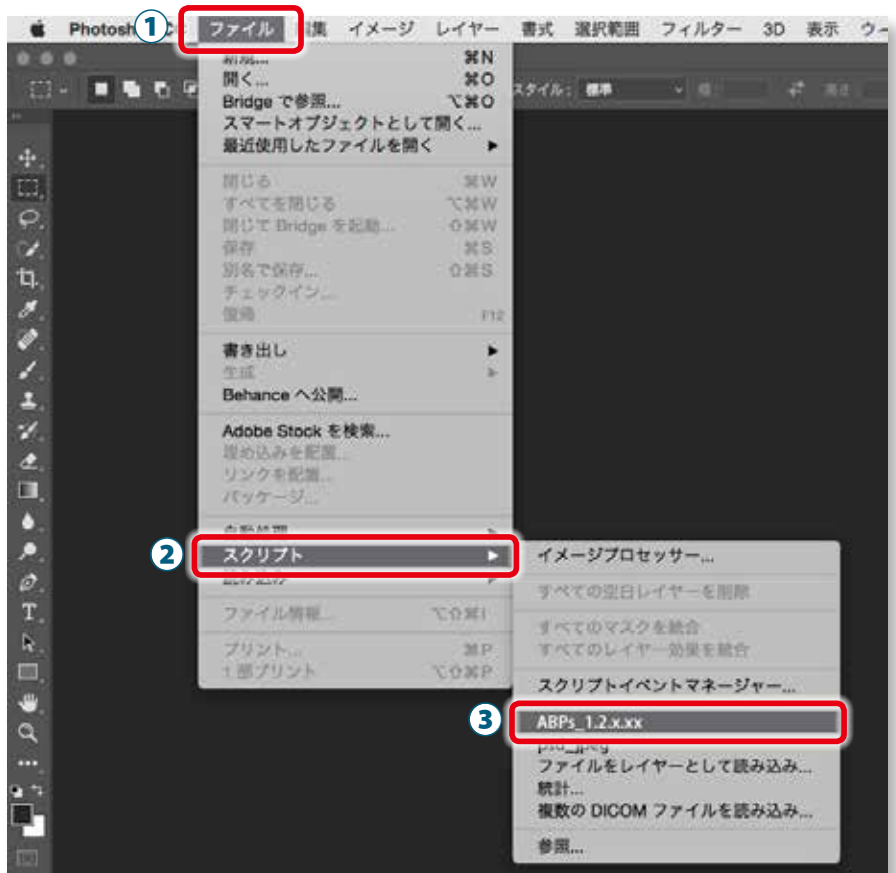 1
Photosh
ファイル
集 イメージ レイヤー 書式 選択範囲 フィルター 3D 表示
スタイル: 標準
開く... ⌘O
Bridge で参照... ⌥⌘O
スマートオブジェクトとして開く...
最近使用したファイルを開く ▶
閉じる ⌘W
すべてを閉じる ⌥⌘W
閉じて Bridge を起動... ⇧⌘W
保存 ⌘S
別名で保存... ⇧⌘S
チェックイン...
復帰 F12
書き出し ▶
生成 ▶
Behance へ公開...
Adobe Stock を検索...
埋め込みを配置...
リンクを配置...
パッケージ...
2
スクリプト ▶
ファイル情報... ⌥⇧⌘I
プリント... ⌘P
1 部プリント ⌥⇧⌘P
イメージプロセッサー...
すべての空白レイヤーを削除
すべてのマスクを統合
すべてのレイヤー効果を統合
スクリプトイベントマネージャー...
3
ABPs_1.2.x.xx
ファイルをレイヤーとして読み込み...
統計...
複数の DICOM ファイルを読み込み...
参照...